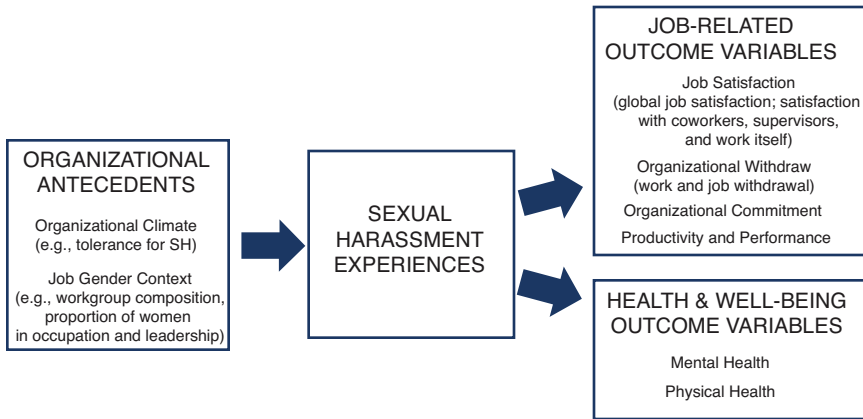 ORGANIZATIONAL
ANTECEDENTS
Organizational Climate
(e.g., tolerance for SH)
Job Gender Context
(e.g., workgroup composition,
proportion of women
in occupation and leadership)
SEXUAL
HARASSMENT
EXPERIENCES
JOB-RELATED
OUTCOME VARIABLES
Job Satisfaction
(global job satisfaction; satisfaction
with coworkers, supervisors,
and work itself)
Organizational Withdraw
(work and job withdrawal)
Organizational Commitment
Productivity and Performance
HEALTH & WELL-BEING
OUTCOME VARIABLES
Mental Health
Physical Health